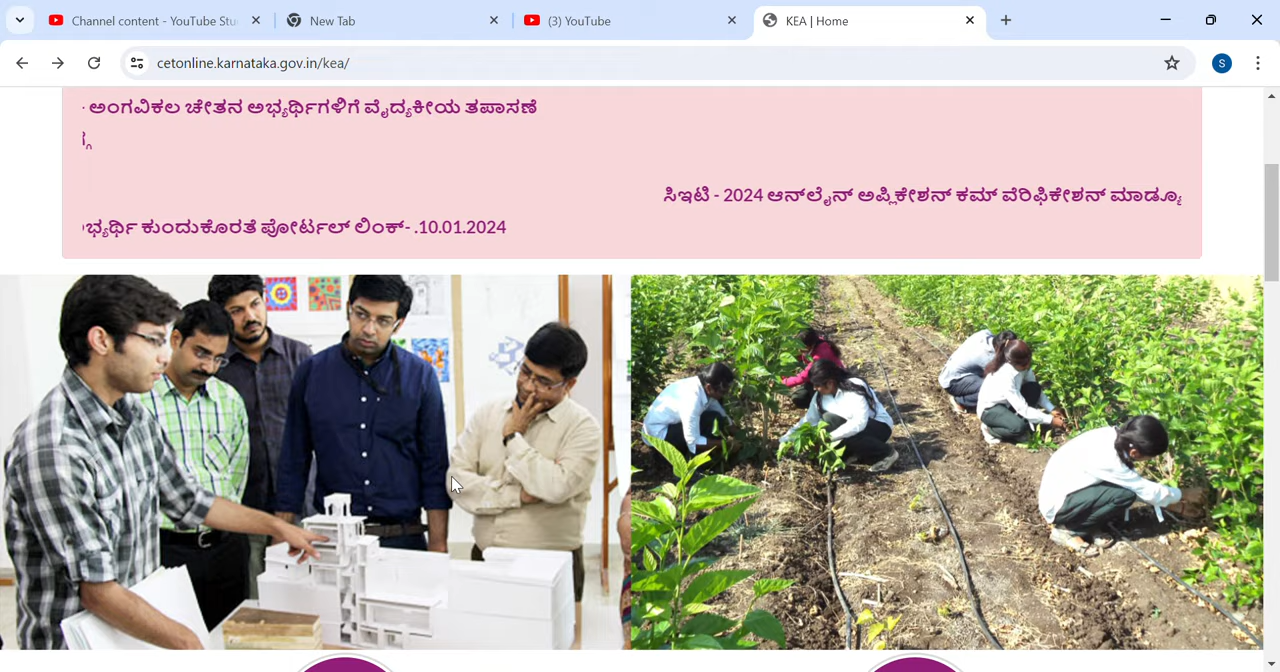 Channel content - YouTube Stu
New Tab
(3) YouTube
KEA | Home
cetonline.karnataka.gov.in/kea/
S
ಅಂಗವಿಕಲ ಚೇತನ ಅಭ್ಯರ್ಥಿಗಳಿಗೆ ವೈದ್ಯಕೀಯ ತಪಾಸಣೆ
ಸಿಇಟಿ - 2024 ಆನ್‌ಲೈನ್ ಅಪ್ಲಿಕೇಶನ್ ಕಮ್ ವೆರಿಫಿಕೇಶನ್ ಮಾಡ್ಯೂ
ಭ್ಯರ್ಥಿ ಕುಂದುಕೊರತೆ ಪೋರ್ಟಲ್ ಲಿಂಕ್- .10.01.2024